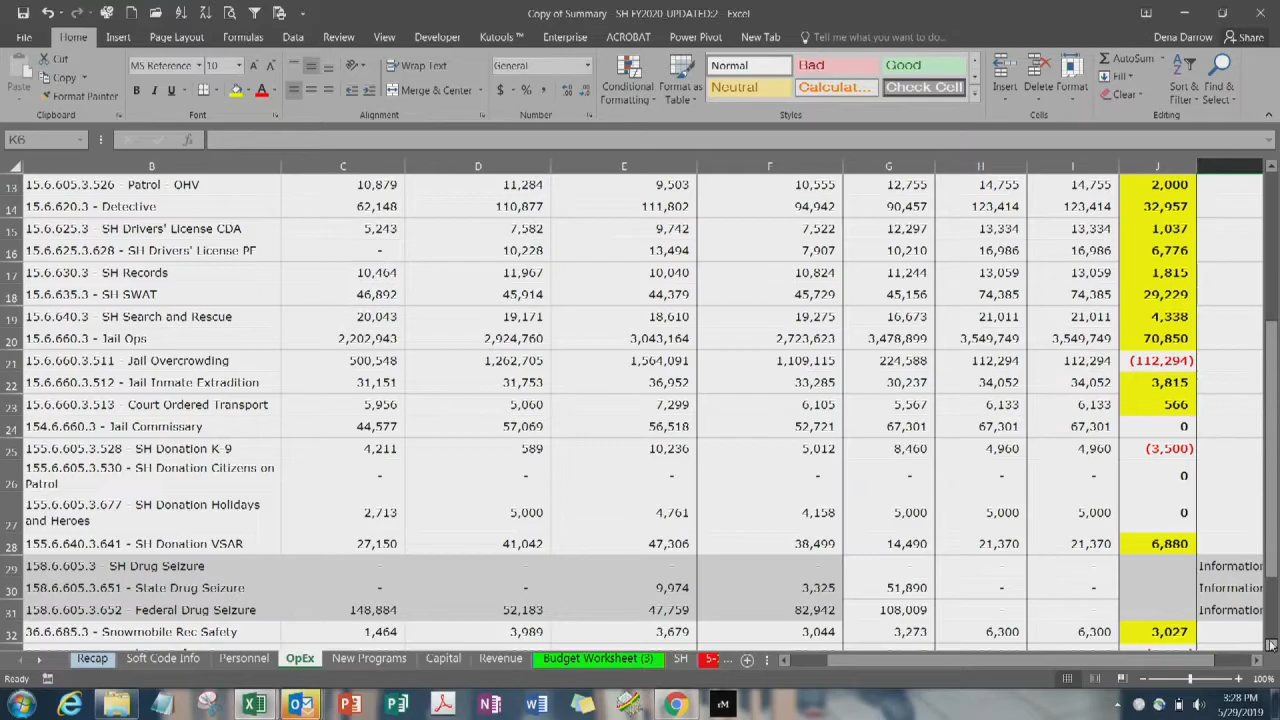 Copy of Summary - SH FY2020_UPDATED:2 - Excel
File Home Insert Page Layout Formulas Data Review View Developer Kutools ™ Enterprise ACROBAT Power Pivot New Tab Tell me what you want to do... Dena Darrow Share
Cut
Copy
Format Painter
Paste
MS Reference 10
B I U
Wrap Text
Merge & Center
General
$ % ,
Conditional Formatting
Format as Table
Normal Bad Good
Neutral Calculat... Check Cell
Insert Delete Format
AutoSum
Fill
Clear
Sort & Filter
Find & Select
Clipboard Font Alignment Number Styles Cells Editing
K6 fx
B C D E F G H I J
13 15.6.605.3.526 - Patrol - OHV 10,879 11,284 9,503 10,555 12,755 14,755 14,755 2,000
14 15.6.620.3 - Detective 62,148 110,877 111,802 94,942 90,457 123,414 123,414 32,957
15 15.6.625.3 - SH Drivers' License CDA 5,243 7,582 9,742 7,522 12,297 13,334 13,334 1,037
16 15.6.625.3.628 - SH Drivers' License PF - 10,228 13,494 7,907 10,210 16,986 16,986 6,776
17 15.6.630.3 - SH Records 10,464 11,967 10,040 10,824 11,244 13,059 13,059 1,815
18 15.6.635.3 - SH SWAT 46,892 45,914 44,379 45,729 45,156 74,385 74,385 29,229
19 15.6.640.3 - SH Search and Rescue 20,043 19,171 18,610 19,275 16,673 21,011 21,011 4,338
20 15.6.660.3 - Jail Ops 2,202,943 2,924,760 3,043,164 2,723,623 3,478,899 3,549,749 3,549,749 70,850
21 15.6.660.3.511 - Jail Overcrowding 500,548 1,262,705 1,564,091 1,109,115 224,588 112,294 112,294 (112,294)
22 15.6.660.3.512 - Jail Inmate Extradition 31,151 31,753 36,952 33,285 30,237 34,052 34,052 3,815
23 15.6.660.3.513 - Court Ordered Transport 5,956 5,060 7,299 6,105 5,567 6,133 6,133 566
24 154.6.660.3 - Jail Commissary 44,577 57,069 56,518 52,721 67,301 67,301 67,301 0
25 155.6.605.3.528 - SH Donation K-9 4,211 589 10,236 5,012 8,460 4,960 4,960 (3,500)
26 155.6.605.3.530 - SH Donation Citizens on Patrol - - - - - - - 0
27 155.6.605.3.677 - SH Donation Holidays and Heroes 2,713 5,000 4,761 4,158 5,000 5,000 5,000 0
28 155.6.640.3.641 - SH Donation VSAR 27,150 41,042 47,306 38,499 14,490 21,370 21,370 6,880
29 158.6.605.3 - SH Drug Seizure - - - - - - - Information
30 158.6.605.3.651 - State Drug Seizure - - 9,974 3,325 51,890 - - Information
31 158.6.605.3.652 - Federal Drug Seizure 148,884 52,183 47,759 82,942 108,009 - - Information
32 36.6.685.3 - Snowmobile Rec Safety 1,464 3,989 3,679 3,044 3,273 6,300 6,300 3,027
Recap Soft Code Info Personnel OpEx New Programs Capital Revenue Budget Worksheet (3) SH 5- ...
Ready 100%
3:28 PM
5/29/2019